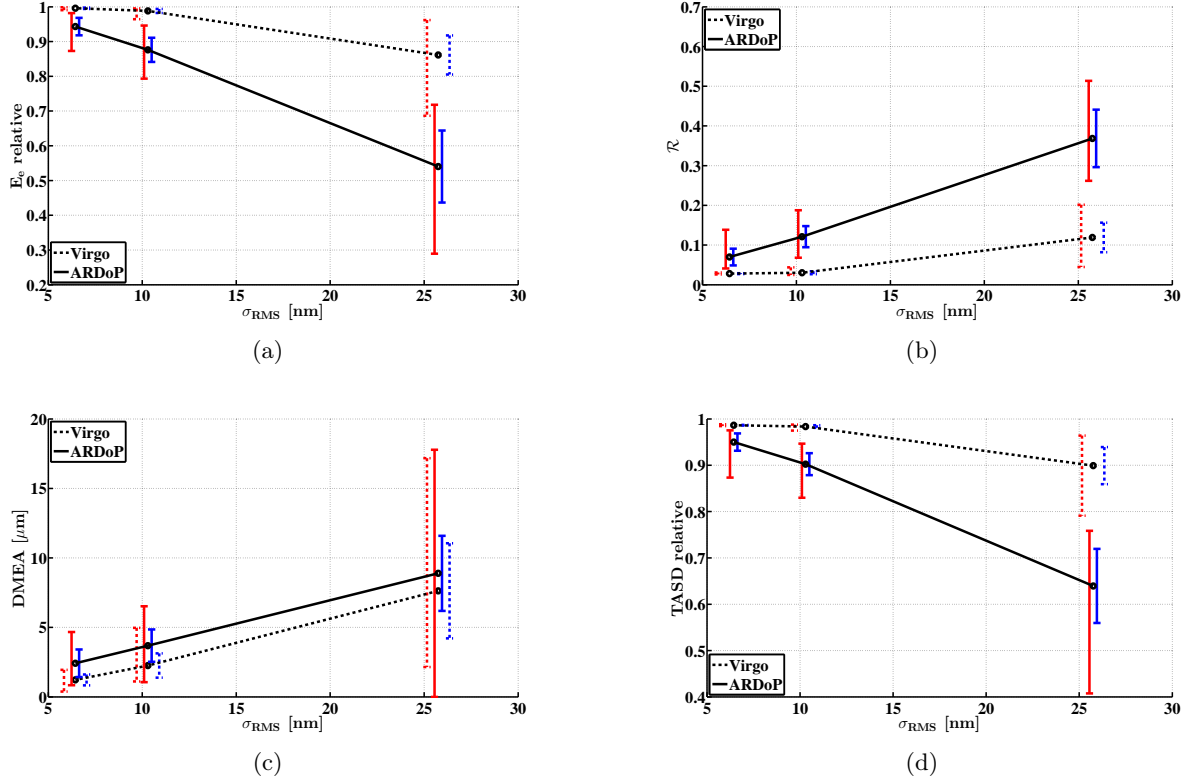 1
0.9
0.8
0.7
0.6
0.5
0.4
0.3
0.2
Eₑ relative
Virgo
ARDoP
5 10 15 20 25 30
σRMS [nm]
(a)
0.7
0.6
0.5
0.4
0.3
0.2
0.1
0
ℛ
Virgo
ARDoP
5 10 15 20 25 30
σRMS [nm]
(b)
20
15
10
5
0
DMEA [μm]
Virgo
ARDoP
5 10 15 20 25 30
σRMS [nm]
(c)
1
0.9
0.8
0.7
0.6
0.5
0.4
TASD relative
Virgo
ARDoP
5 10 15 20 25 30
σRMS [nm]
(d)